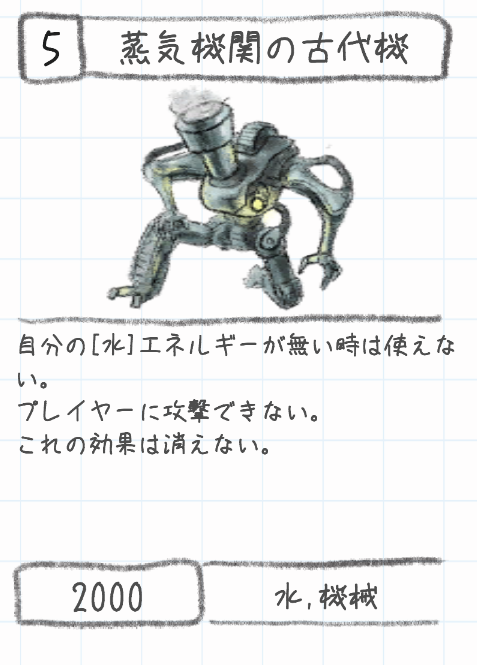 5
蒸気機関の古代機
自分の[水]エネルギーが無い時は使えな
い。
プレイヤーに攻撃できない。
これの効果は消えない。
2000
水,機械